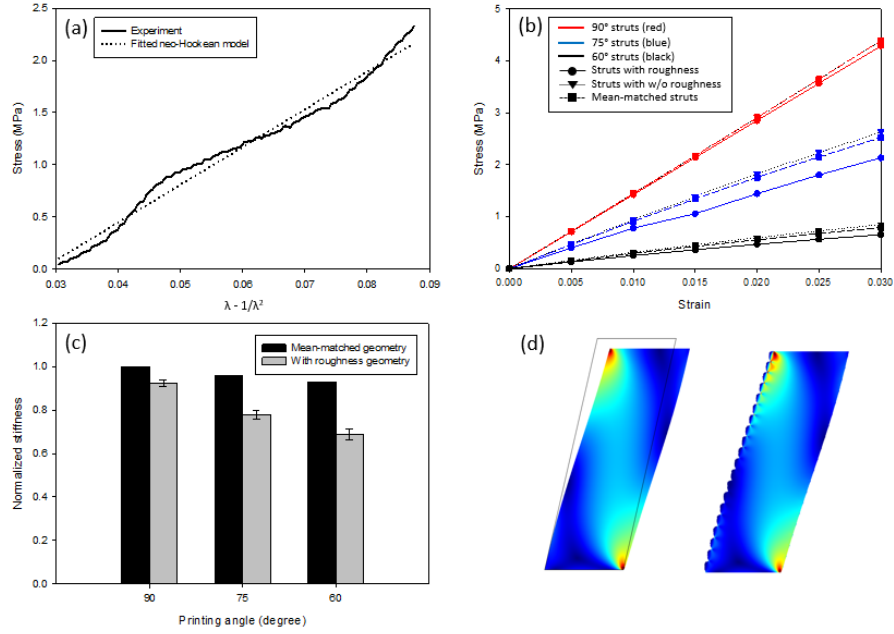 (a)
Experiment
Fitted neo-Hookean model
Stress (MPa)
2.5
2.0
1.5
1.0
0.5
0.0
0.03 0.04 0.05 0.06 0.07 0.08 0.09
λ - 1/λ²
(b)
90° struts (red)
75° struts (blue)
60° struts (black)
Struts with roughness
Struts with w/o roughness
Mean-matched struts
Stress (MPa)
5
4
3
2
1
0
0.000 0.005 0.010 0.015 0.020 0.025 0.030
Strain
(c)
Mean-matched geometry
With roughness geometry
Normalized stiffness
1.2
1.0
0.8
0.6
0.4
0.2
0.0
90 75 60
Printing angle (degree)
(d)